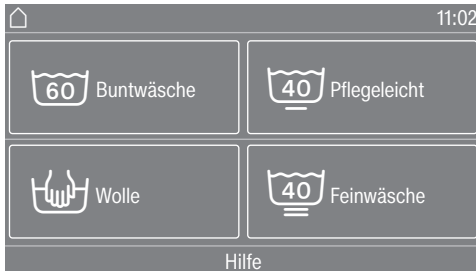 11:02
60 Buntwäsche
40 Pflegeleicht
Wolle
40 Feinwäsche
Hilfe